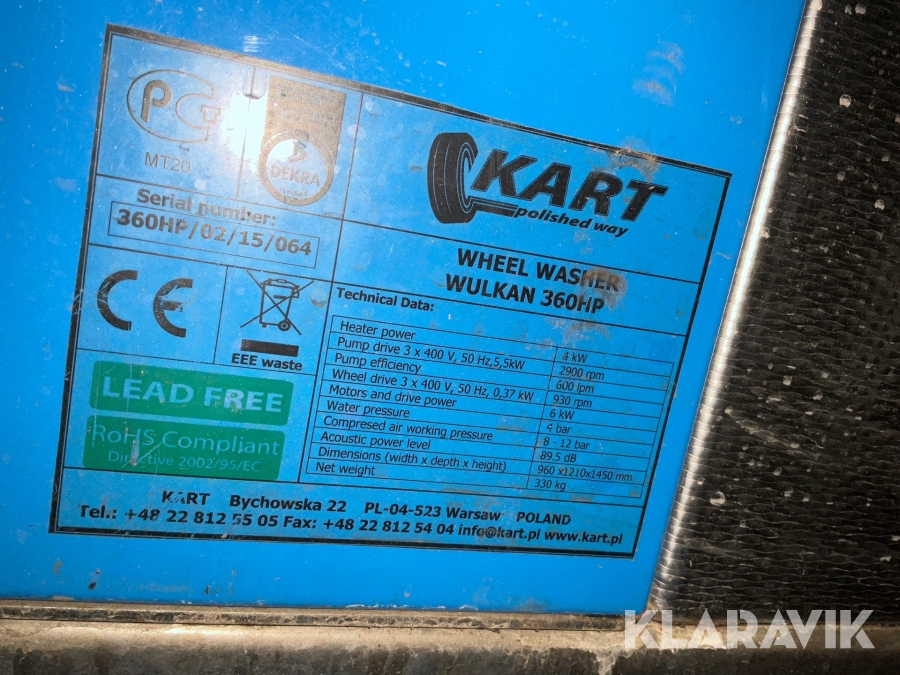 PCT
MT20
DEKRA
KART
polished way
Serial number:
360HP/02/15/064
WHEEL WASHER
WULKAN 360HP
CE
EEE waste
LEAD FREE
RoHS Compliant
Directive 2002/95/EC
Technical Data:
Heater power 4 kW
Pump drive 3 x 400 V, 50 Hz,5,5kW 2900 rpm
Pump efficiency 600 lpm
Wheel drive 3 x 400 V, 50 Hz, 0,37 kW 930 rpm
Motors and drive power 6 kW
Water pressure 4 bar
Compresed air working pressure 8 - 12 bar
Acoustic power level 89,5 dB
Dimensions (width x depth x height) 960 x1210x1450 mm
Net weight 330 kg
KART Bychowska 22 PL-04-523 Warsaw POLAND
Tel.: +48 22 812 55 05 Fax: +48 22 812 54 04 info@kart.pl www.kart.pl
KLARAVIK